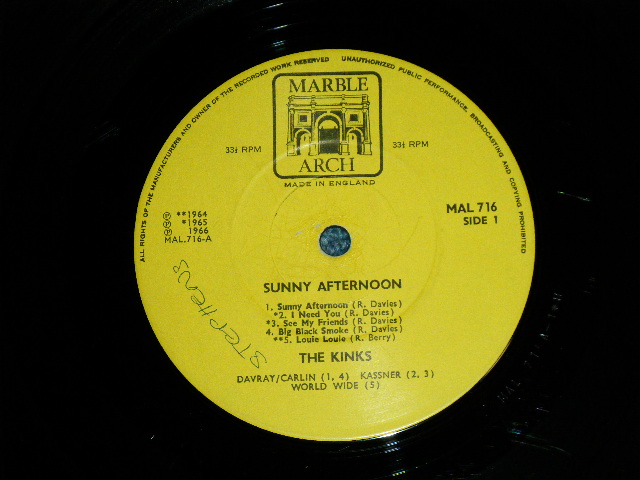 ALL RIGHTS OF THE MANUFACTURERS AND OWNER OF THE RECORDED WORK RESERVED UNAUTHORIZED PUBLIC PERFORMANCE, BROADCASTING AND COPYING PROHIBITED
MARBLE
ARCH
33⅓ RPM
33⅓ RPM
MADE IN ENGLAND
Ⓟ **1964
Ⓟ *1965
Ⓟ 1966
MAL.716-A
MAL 716
SIDE 1
STEPHENS
SUNNY AFTERNOON
1. Sunny Afternoon (R. Davies)
*2. I Need You (R. Davies)
*3. See My Friends (R. Davies)
4. Big Black Smoke (R. Davies)
**5. Louie Louie (R. Berry)
THE KINKS
DAVRAY/CARLIN (1, 4) KASSNER (2, 3)
WORLD WIDE (5)